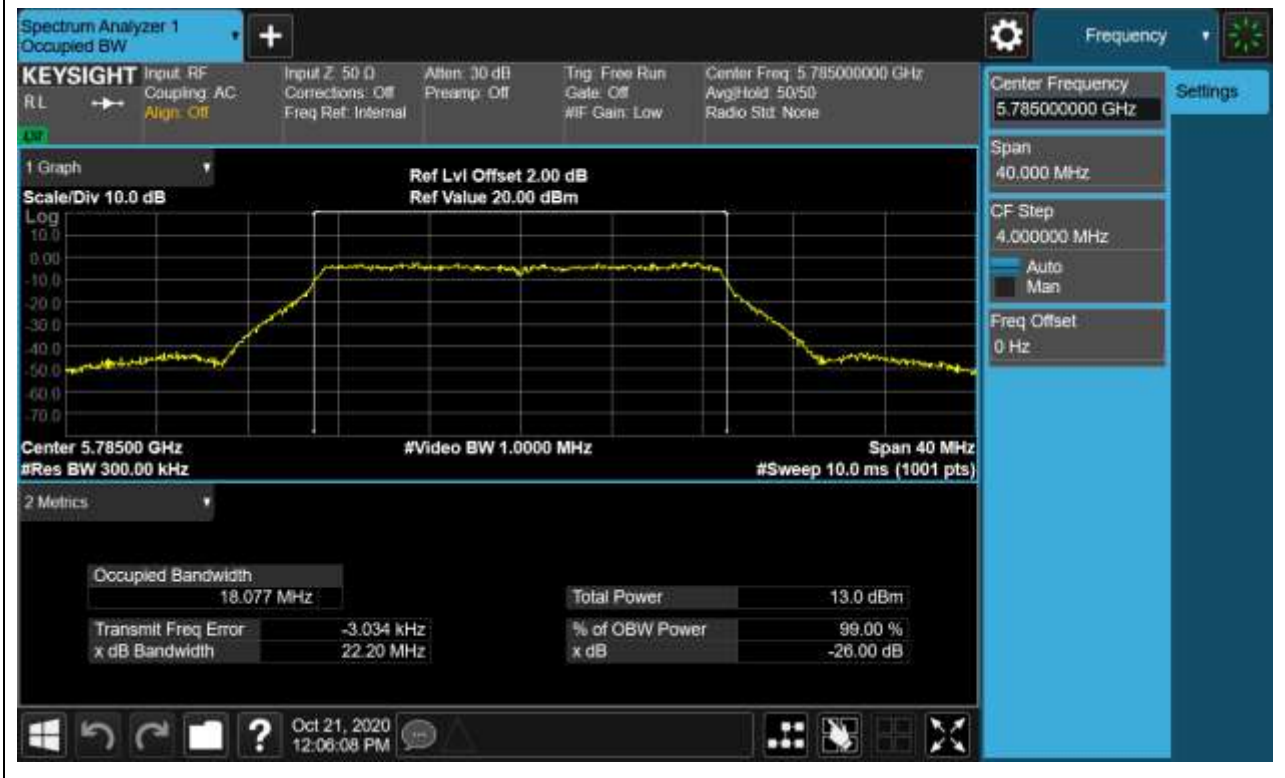 Spectrum Analyzer 1
Occupied BW
Frequency
KEYSIGHT
R L
Input: RF
Coupling: AC
Align: Off
Input Z: 50 Ω
Corrections: Off
Freq Ref: Internal
Atten: 30 dB
Preamp: Off
Trig: Free Run
Gate: Off
#IF Gain: Low
Center Freq: 5.785000000 GHz
Avg|Hold: 50/50
Radio Std: None
Center Frequency
5.785000000 GHz
Settings
Span
40.000 MHz
CF Step
4.000000 MHz
Auto
Man
Freq Offset
0 Hz
1 Graph
Scale/Div 10.0 dB
Ref Lvl Offset 2.00 dB
Ref Value 20.00 dBm
Log
10.0
0.00
-10.0
-20.0
-30.0
-40.0
-50.0
-60.0
-70.0
Center 5.78500 GHz
#Video BW 1.0000 MHz
Span 40 MHz
#Res BW 300.00 kHz
#Sweep 10.0 ms (1001 pts)
2 Metrics
Occupied Bandwidth
18.077 MHz
Total Power 13.0 dBm
Transmit Freq Error -3.034 kHz
% of OBW Power 99.00 %
x dB Bandwidth 22.20 MHz
x dB -26.00 dB
Oct 21, 2020
12:06:08 PM